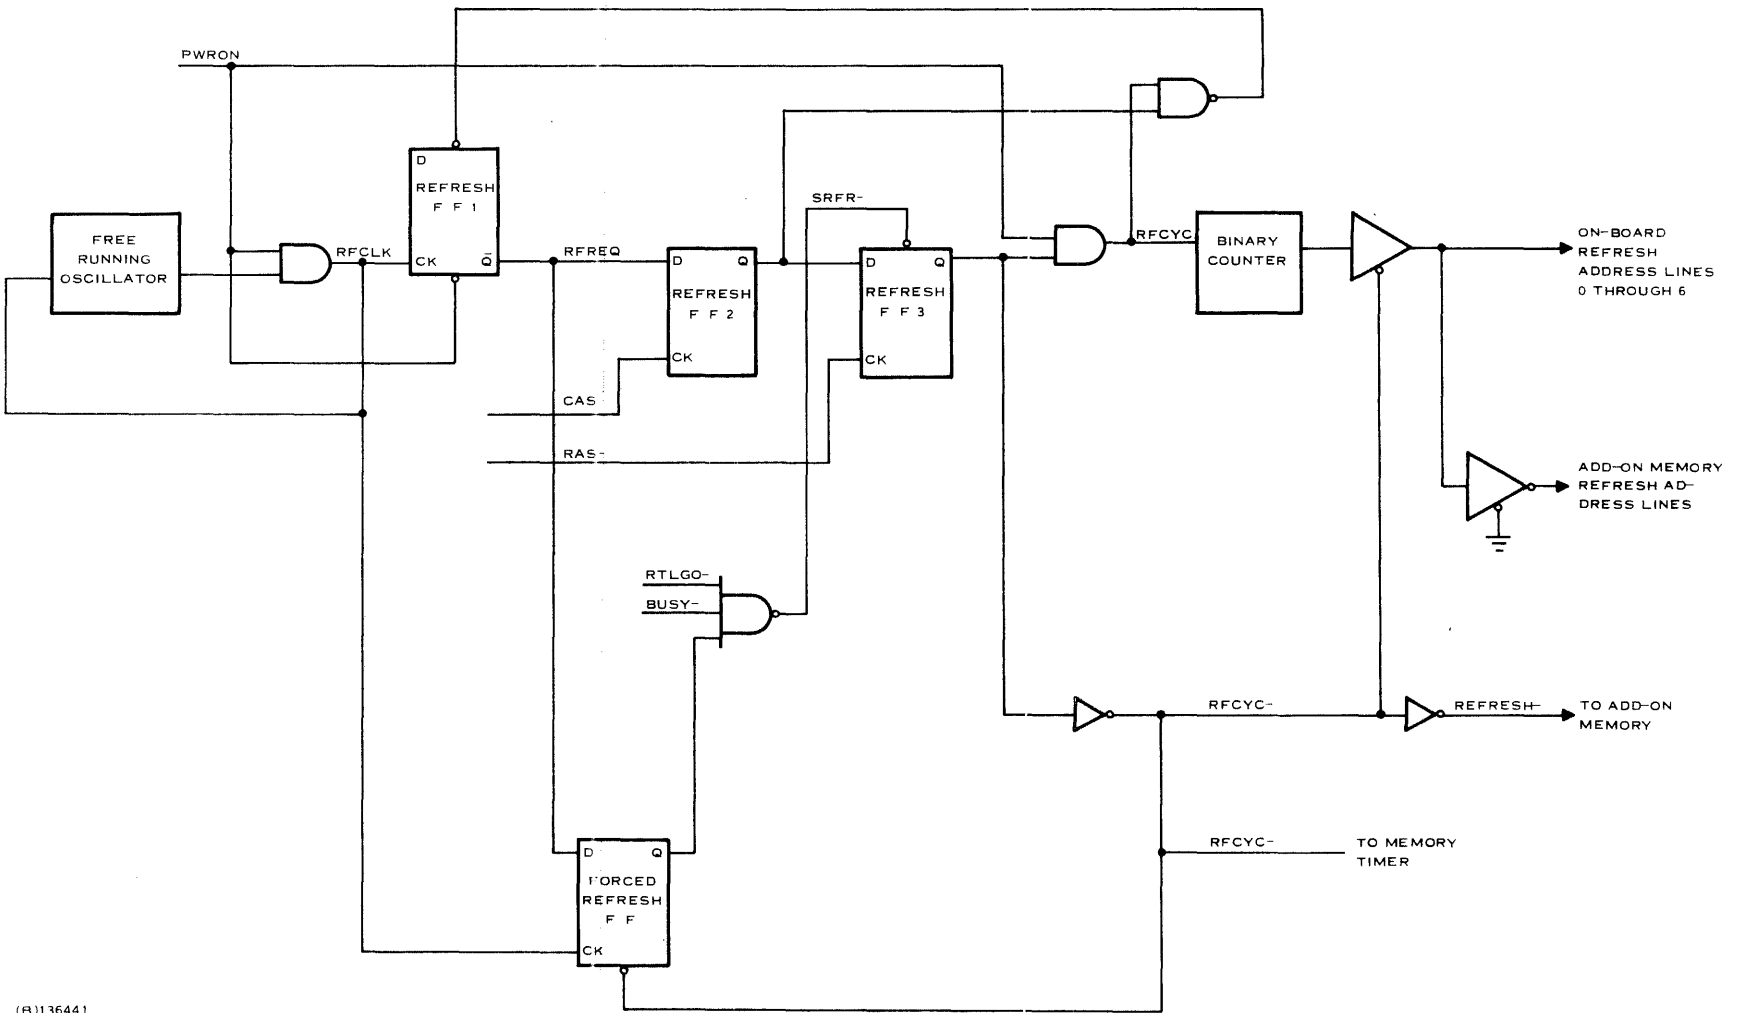 PWRON
FREE
RUNNING
OSCILLATOR
RFCLK
D
REFRESH
F F 1
CK
Q̄
RFREQ
D
Q
REFRESH
F F 2
CK
SRFR-
D
Q
REFRESH
F F 3
CK
CAS
RAS-
RFCYC
BINARY
COUNTER
ON-BOARD
REFRESH
ADDRESS LINES
0 THROUGH 6
ADD-ON MEMORY
REFRESH AD-
DRESS LINES
RTLGO-
BUSY-
RFCYC-
REFRESH-
TO ADD-ON
MEMORY
D
Q
FORCED
REFRESH
F F
CK
RFCYC-
TO MEMORY
TIMER
(B)136441